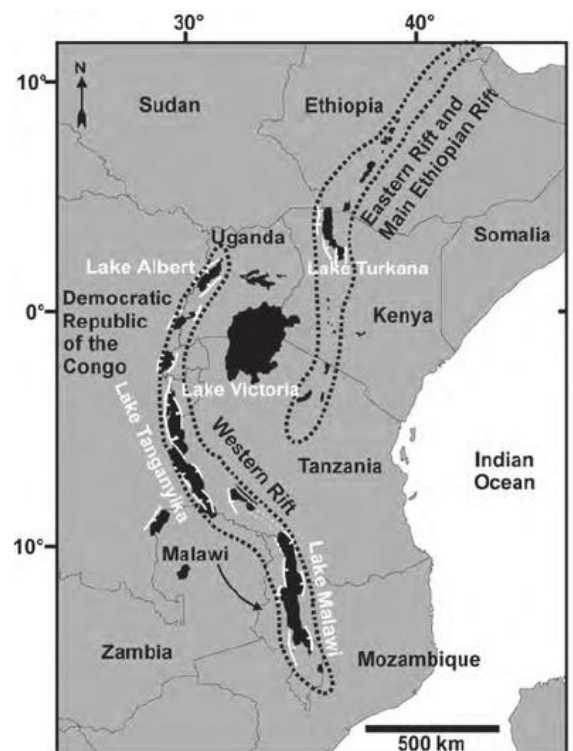 30°
40°
10°
N
Sudan
Ethiopia
Eastern Rift and
Main Ethiopian Rift
Somalia
Uganda
Lake Albert
Lake Turkana
0°
Democratic
Republic
of the
Congo
Kenya
Lake Victoria
Lake Tanganyika
Western Rift
Tanzania
Indian
Ocean
10°
Malawi
Lake Malawi
Zambia
Mozambique
500 km